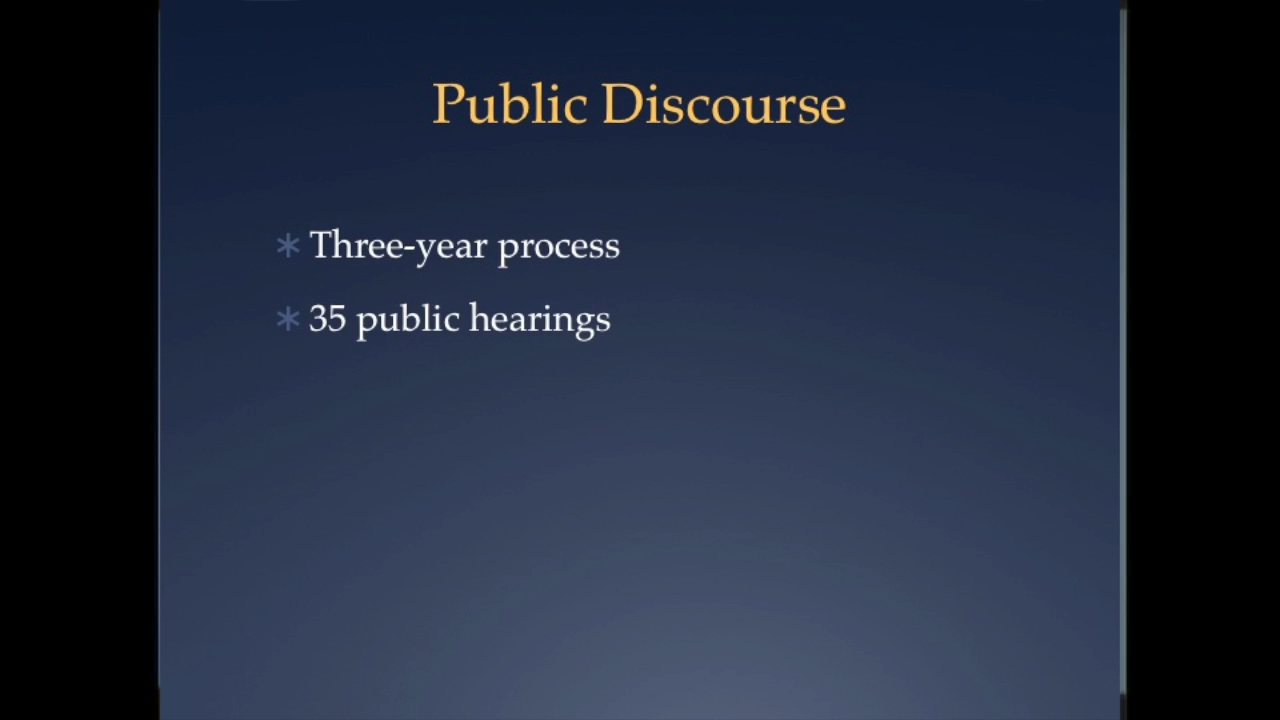 Public Discourse
* Three-year process
* 35 public hearings